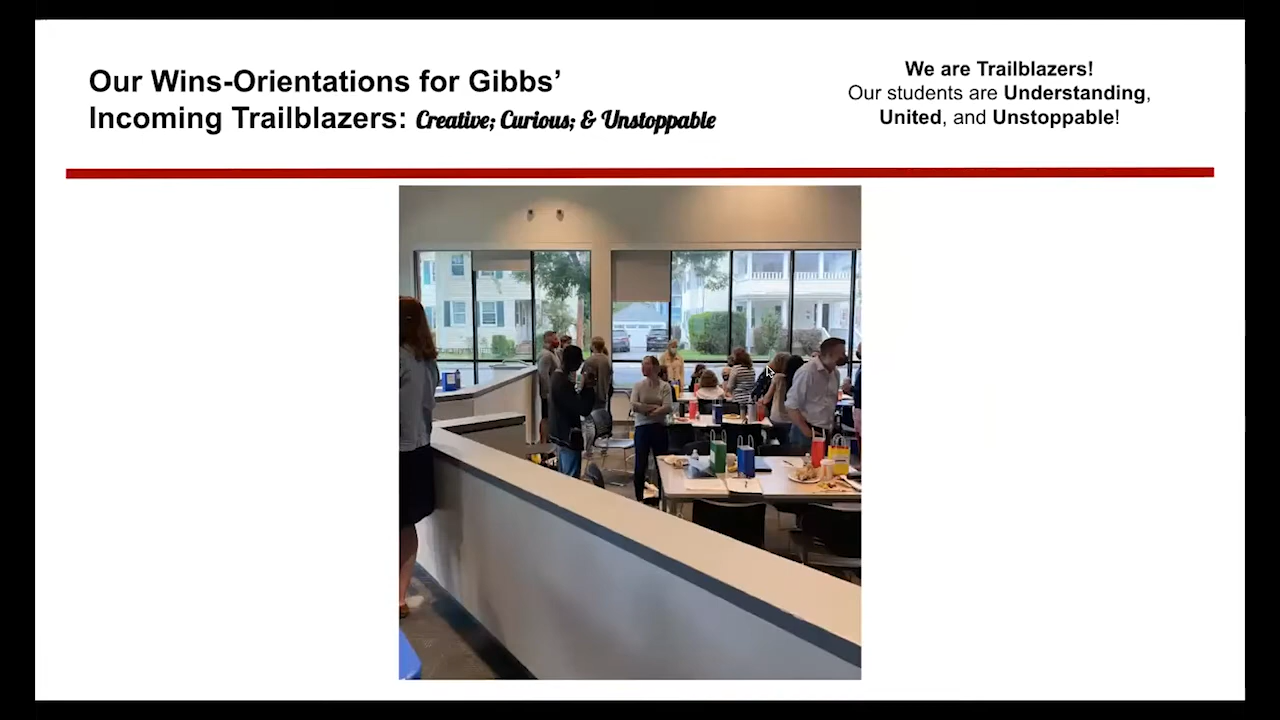 Our Wins-Orientations for Gibbs’
Incoming Trailblazers: Creative; Curious; & Unstoppable
We are Trailblazers!
Our students are Understanding,
United, and Unstoppable!